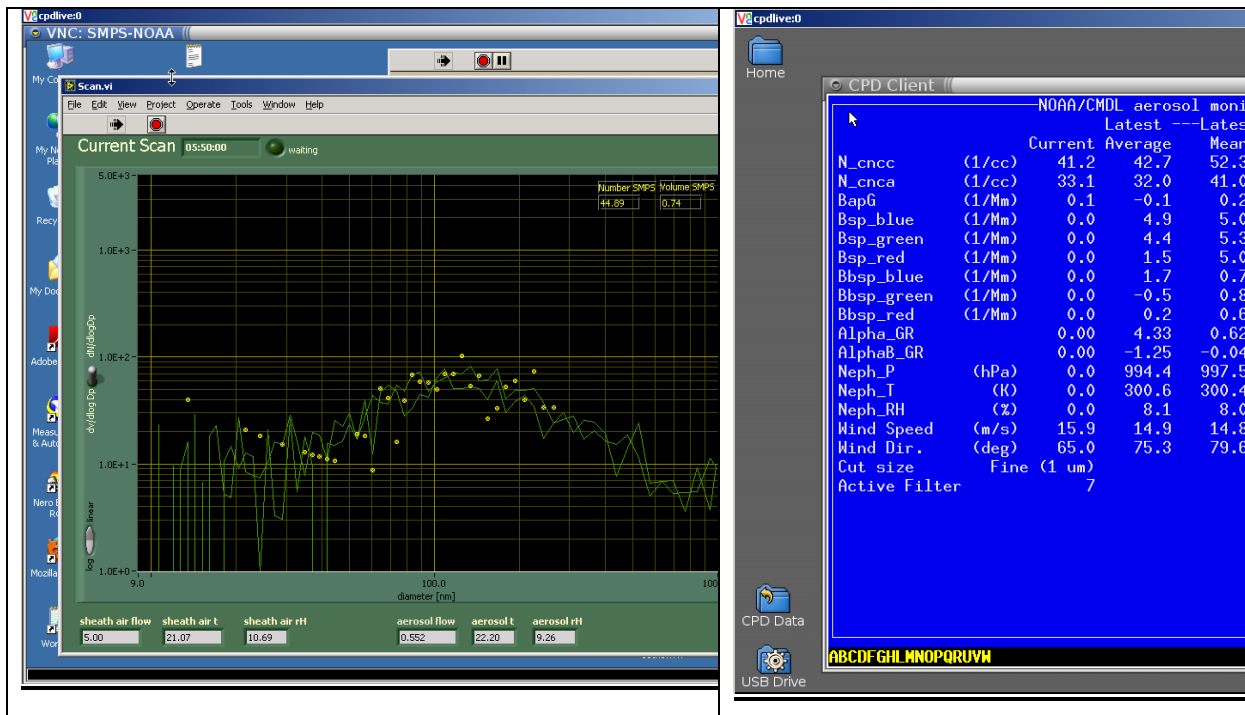 cpdlive:0
VNC: SMPS-NOAA
My Co
Scan.vi
File Edit View Project Operate Tools Window Help
Current Scan 05:50:00 waiting
My N
Pla
5.0E+3
Number SMPS Volume SMPS
44.89 0.74
Recy
1.0E+3
My Doc
dv/dlog Dp dN/dlogDp
1.0E+2
Adobe
Measu
& Auto
1.0E+1
Nero
log linear
1.0E+0
Mozilla
9.0 100.0 100
diameter [nm]
sheath air flow sheath air t sheath air rH aerosol flow aerosol t aerosol rH
5.00 21.07 10.69 0.552 22.20 9.26
Wor
cpdlive:0
Home
CPD Client
NOAA/CMDL aerosol moni
Latest ---Lates
Current Average Mean
N_cncc (1/cc) 41.2 42.7 52.3
N_cnca (1/cc) 33.1 32.0 41.0
BapG (1/Mm) 0.1 -0.1 0.2
Bsp_blue (1/Mm) 0.0 4.9 5.0
Bsp_green (1/Mm) 0.0 4.4 5.3
Bsp_red (1/Mm) 0.0 1.5 5.0
Bbsp_blue (1/Mm) 0.0 1.7 0.7
Bbsp_green (1/Mm) 0.0 -0.5 0.8
Bbsp_red (1/Mm) 0.0 0.2 0.6
Alpha_GR 0.00 4.33 0.62
AlphaB_GR 0.00 -1.25 -0.04
Neph_P (hPa) 0.0 994.4 997.5
Neph_T (K) 0.0 300.6 300.4
Neph_RH (%) 0.0 8.1 8.0
Wind Speed (m/s) 15.9 14.9 14.8
Wind Dir. (deg) 65.0 75.3 79.6
Cut size Fine (1 um)
Active Filter 7
CPD Data
ABCDFGHLMNOPQRUVW
USB Drive